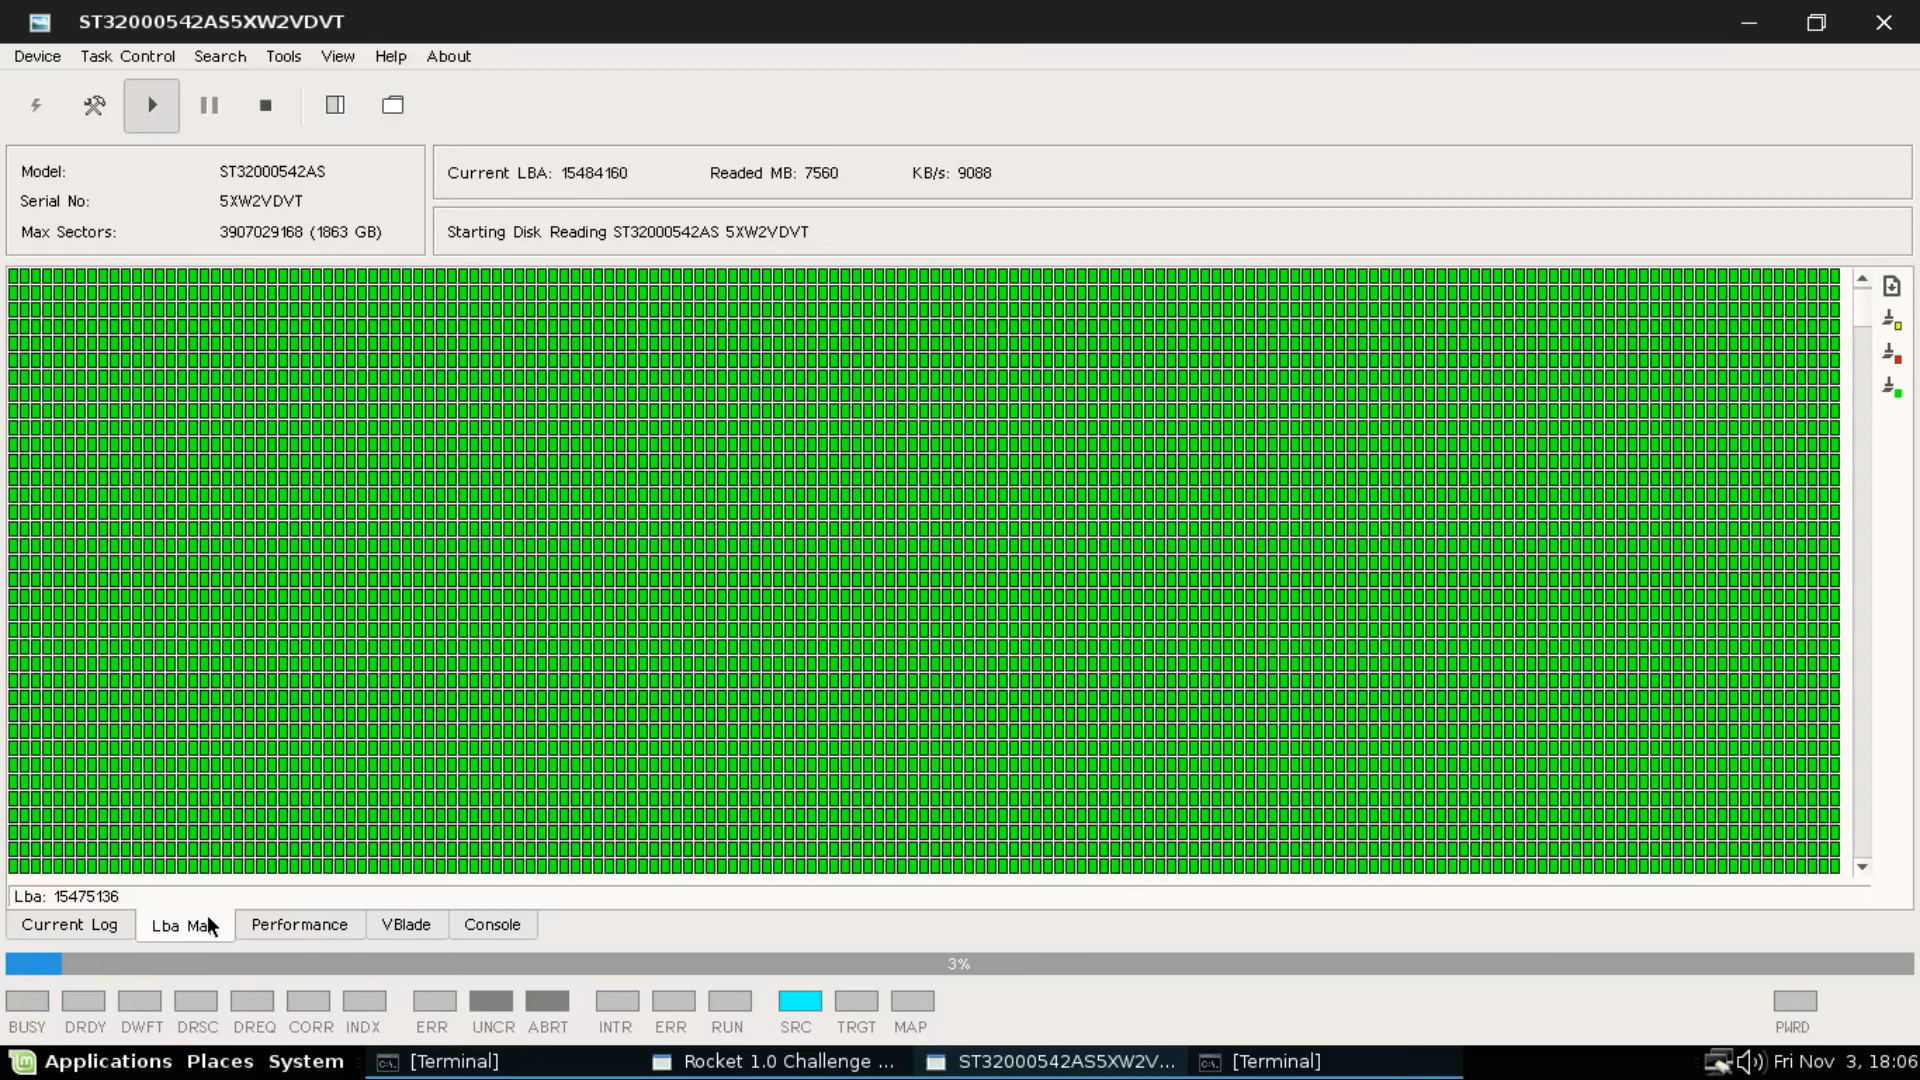 ST32000542AS5XW2VDVT
Device Task Control Search Tools View Help About
Model: ST32000542AS
Serial No: 5XW2VDVT
Max Sectors: 3907029168 (1863 GB)
Current LBA: 15484160 Readed MB: 7560 KB/s: 9088
Starting Disk Reading ST32000542AS 5XW2VDVT
Lba: 15475136
Current Log Lba Ma Performance VBlade Console
3%
BUSY DRDY DWFT DRSC DREQ CORR INDX ERR UNCR ABRT INTR ERR RUN SRC TRGT MAP PWRD
Applications Places System [Terminal] Rocket 1.0 Challenge ... ST32000542AS5XW2V... [Terminal] Fri Nov 3, 18:06